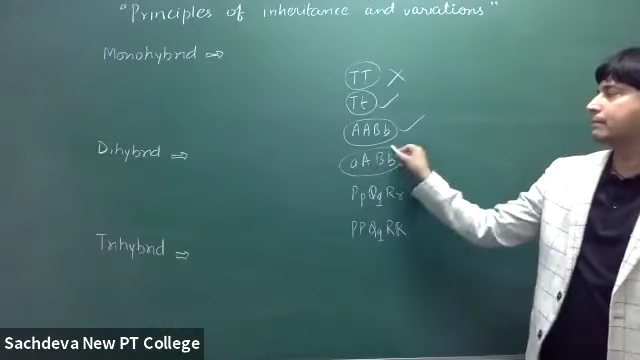 "Principles of inheritance and variations"
Monohybrid ⇒
TT ✗
Tt ✓
AABb ✓
Dihybrid ⇒
aABb
PpQqRr
Trihybrid ⇒
PPQqRR
Sachdeva New PT College